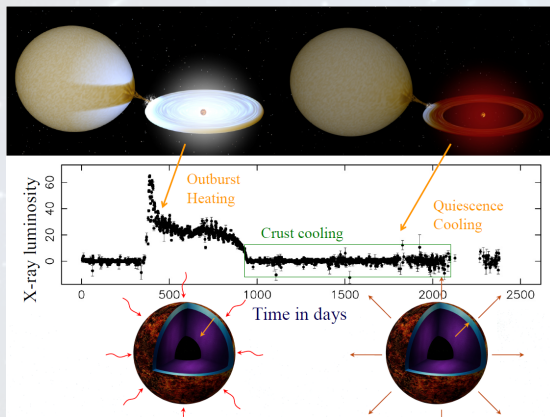 Outburst
Heating
Quiescence
Cooling
Crust cooling
X-ray luminosity
60
40
20
0
0
500
1000
1500
2000
2500
Time in days